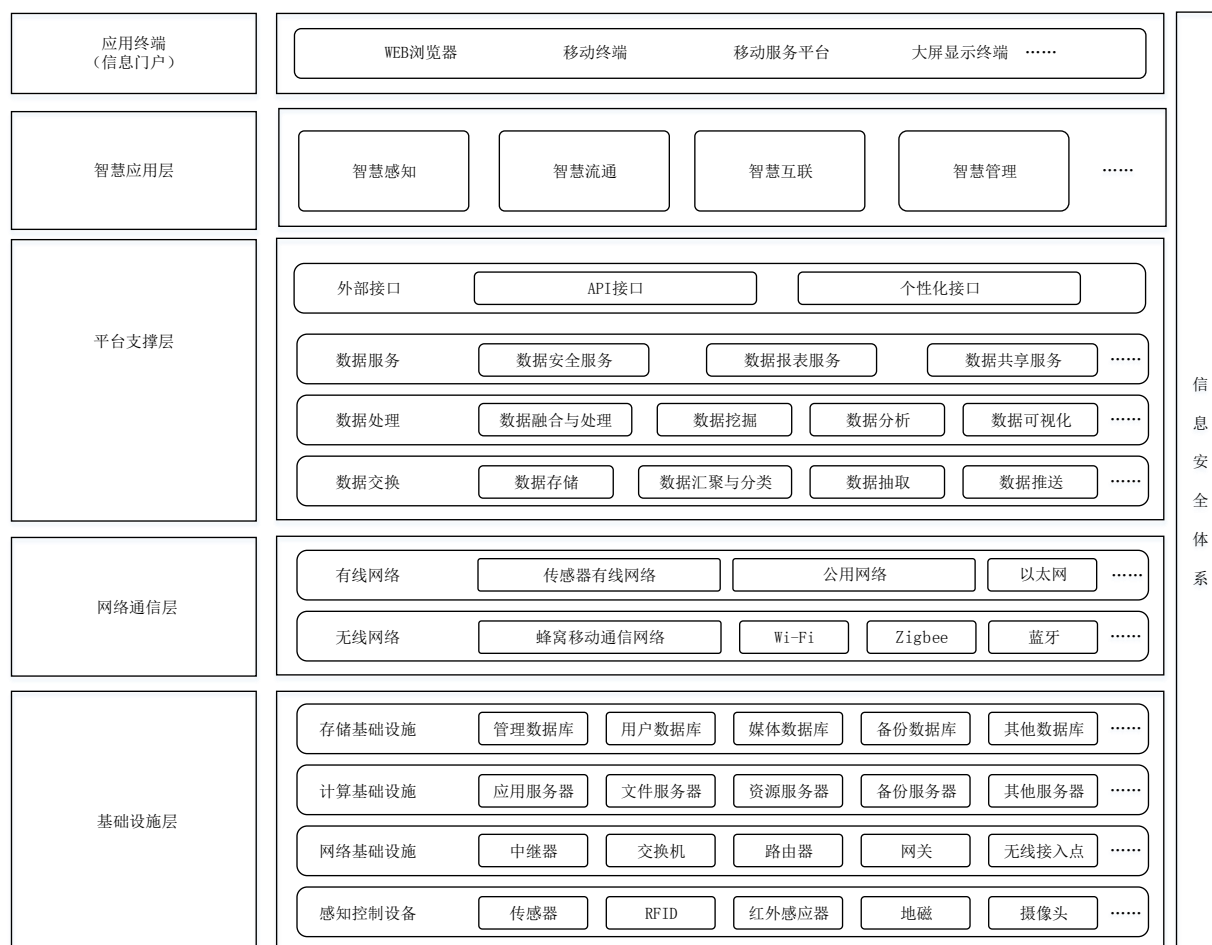 应用终端
（信息门户）
WEB浏览器 移动终端 移动服务平台 大屏显示终端 ……
智慧应用层
智慧感知 智慧流通 智慧互联 智慧管理 ……
平台支撑层
外部接口 API接口 个性化接口
数据服务 数据安全服务 数据报表服务 数据共享服务 ……
数据处理 数据融合与处理 数据挖掘 数据分析 数据可视化 ……
数据交换 数据存储 数据汇聚与分类 数据抽取 数据推送 ……
网络通信层
有线网络 传感器有线网络 公用网络 以太网 ……
无线网络 蜂窝移动通信网络 Wi-Fi Zigbee 蓝牙 ……
基础设施层
存储基础设施 管理数据库 用户数据库 媒体数据库 备份数据库 其他数据库 ……
计算基础设施 应用服务器 文件服务器 资源服务器 备份服务器 其他服务器 ……
网络基础设施 中继器 交换机 路由器 网关 无线接入点 ……
感知控制设备 传感器 RFID 红外感应器 地磁 摄像头 ……
信
息
安
全
体
系